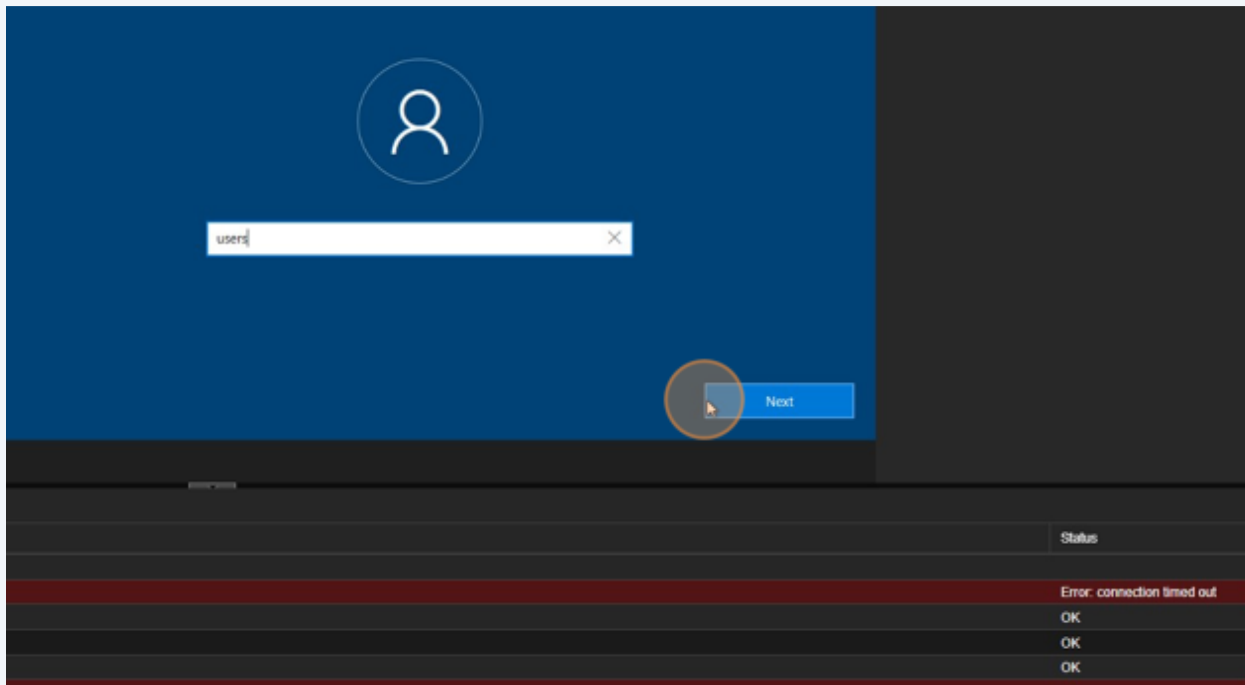 users
Next
Status
Error: connection timed out
OK
OK
OK